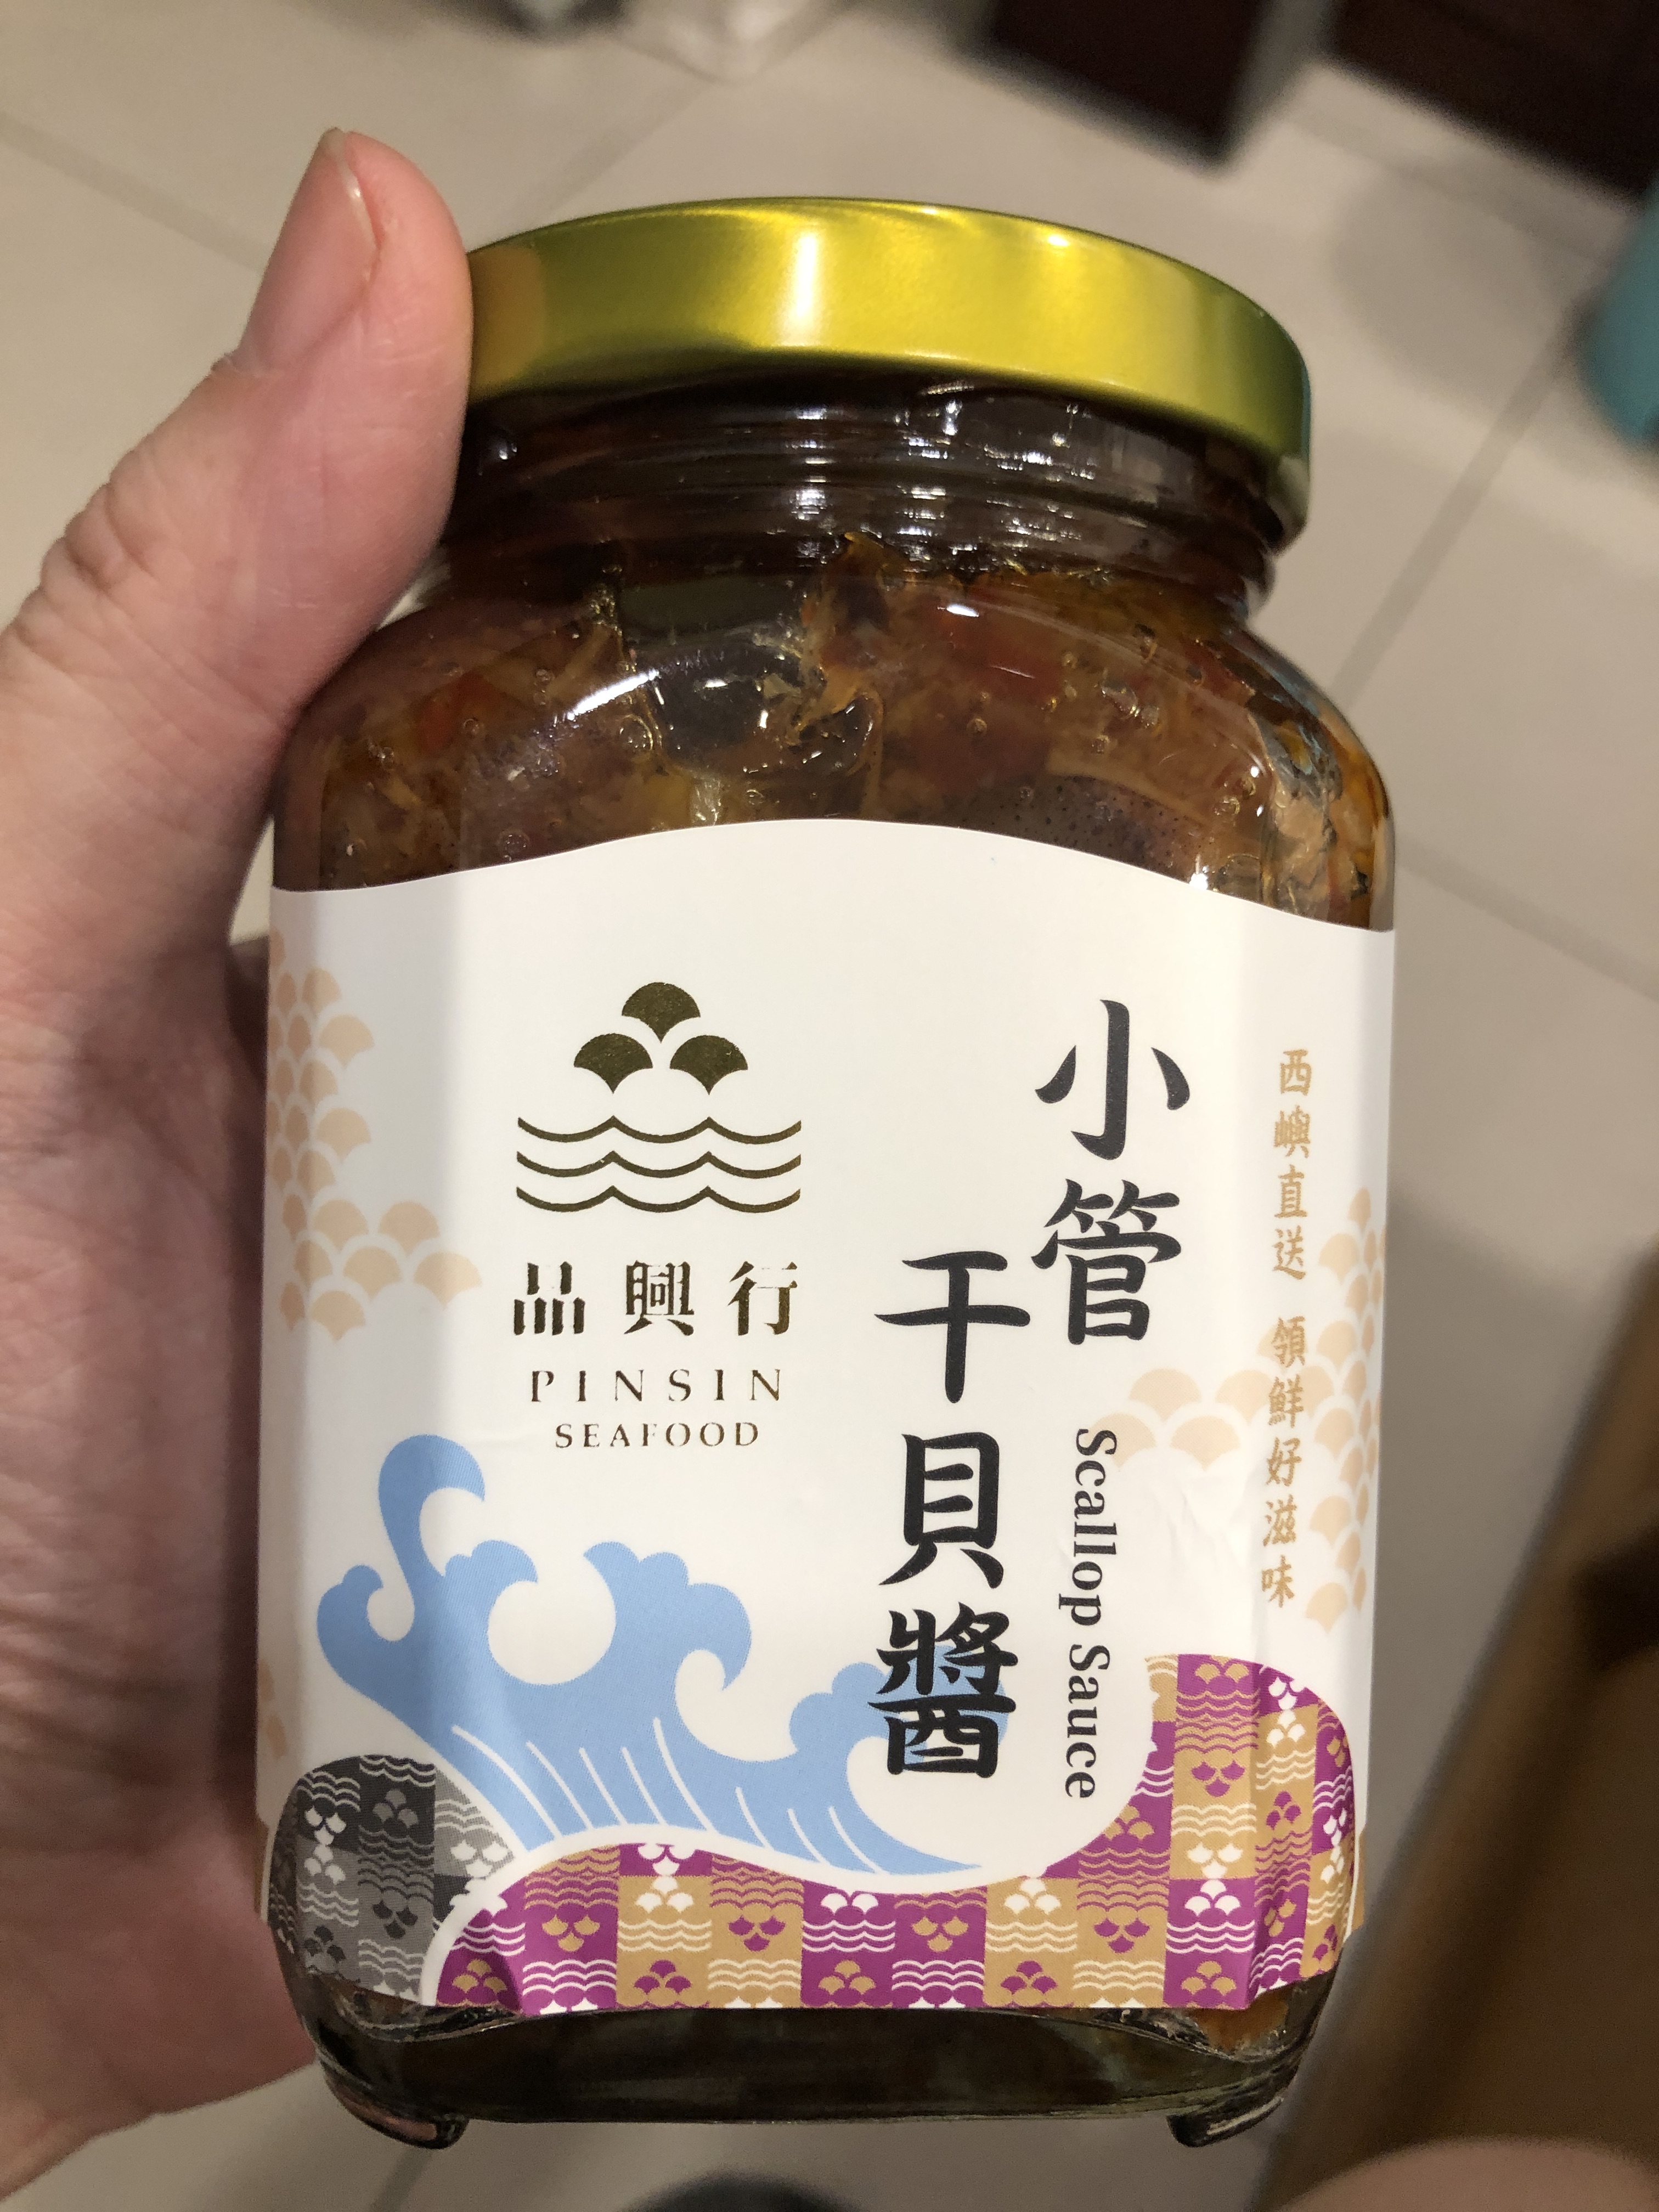 西嶼直送 領鮮好滋味
小管
干貝醬
Scallop Sauce
品興行
PINSIN
SEAFOOD